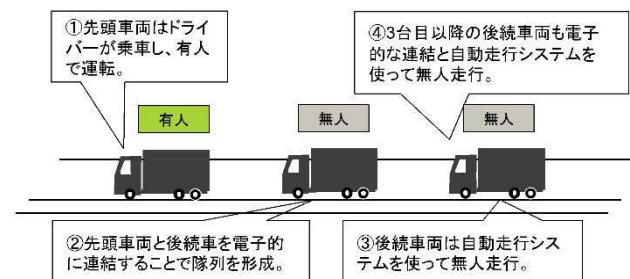 ①先頭車両はドライ
バーが乗車し、有人
で運転。
④3台目以降の後続車両も電子
的な連結と自動走行システムを
使って無人走行。
有人
無人
無人
②先頭車両と後続車を電子的
に連結することで隊列を形成。
③後続車両は自動走行シス
テムを使って無人走行。